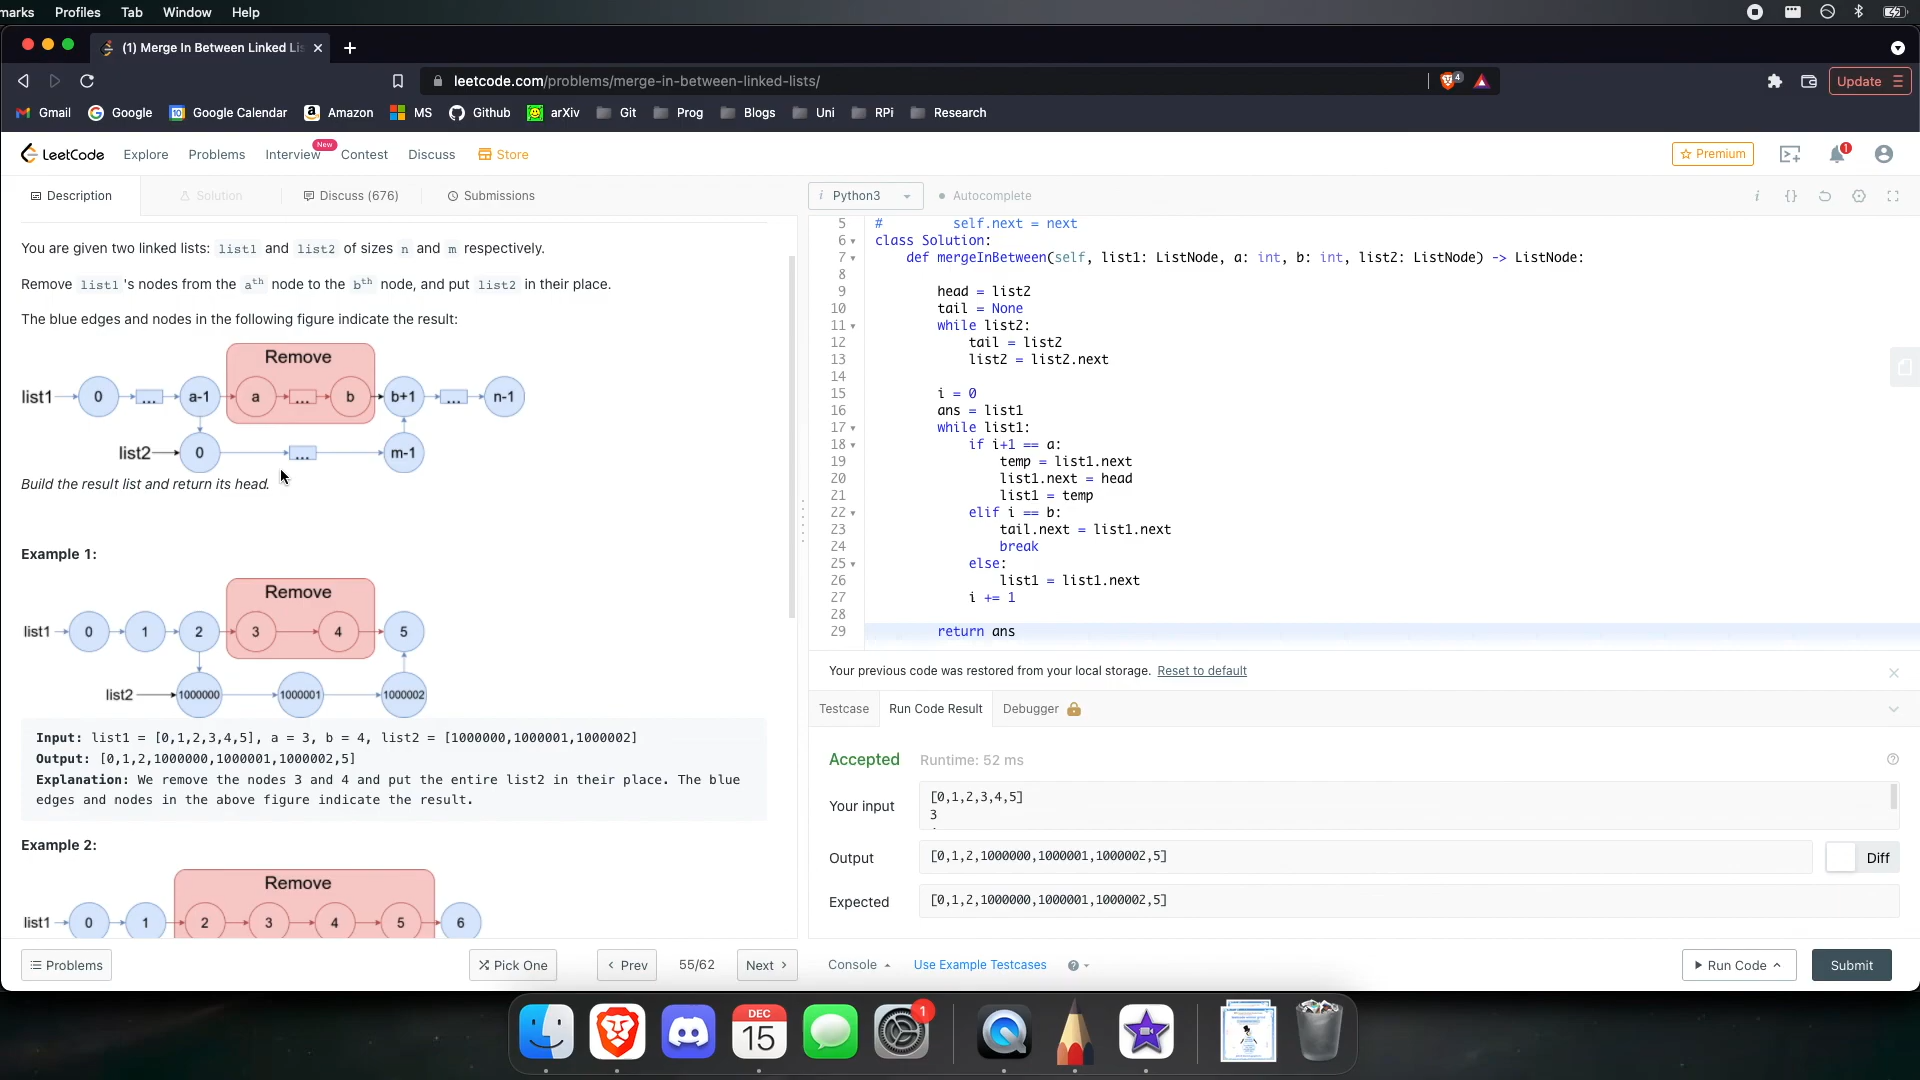 marks Profiles Tab Window Help
(1) Merge In Between Linked Lis
leetcode.com/problems/merge-in-between-linked-lists/
4
Update
Gmail Google Google Calendar Amazon MS Github arXiv Git Prog Blogs Uni RPi Research
LeetCode Explore Problems Interview New Contest Discuss Store
Premium 1
Description Solution Discuss (676) Submissions
i Python3 Autocomplete i {}
You are given two linked lists: list1 and list2 of sizes n and m respectively.
Remove list1 's nodes from the ath node to the bth node, and put list2 in their place.
The blue edges and nodes in the following figure indicate the result:
Remove
list1 0 ... a-1 a ... b b+1 ... n-1
list2 0 ... m-1
Build the result list and return its head.
Example 1:
Remove
list1 0 1 2 3 4 5
list2 1000000 1000001 1000002
Input: list1 = [0,1,2,3,4,5], a = 3, b = 4, list2 = [1000000,1000001,1000002]
Output: [0,1,2,1000000,1000001,1000002,5]
Explanation: We remove the nodes 3 and 4 and put the entire list2 in their place. The blue
edges and nodes in the above figure indicate the result.
Example 2:
Remove
list1 0 1 2 3 4 5 6
Problems Pick One < Prev 55/62 Next >
5 # self.next = next
6 class Solution:
7 def mergeInBetween(self, list1: ListNode, a: int, b: int, list2: ListNode) -> ListNode:
8
9 head = list2
10 tail = None
11 while list2:
12 tail = list2
13 list2 = list2.next
14
15 i = 0
16 ans = list1
17 while list1:
18 if i+1 == a:
19 temp = list1.next
20 list1.next = head
21 list1 = temp
22 elif i == b:
23 tail.next = list1.next
24 break
25 else:
26 list1 = list1.next
27 i += 1
28
29 return ans
Your previous code was restored from your local storage. Reset to default
Testcase Run Code Result Debugger
Accepted Runtime: 52 ms
Your input [0,1,2,3,4,5]
3
Output [0,1,2,1000000,1000001,1000002,5] Diff
Expected [0,1,2,1000000,1000001,1000002,5]
Console Use Example Testcases Run Code Submit
DEC
15
1